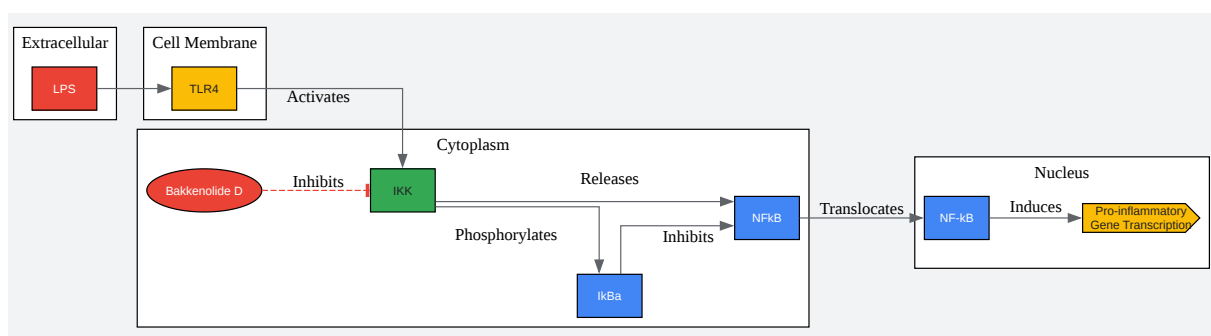 Extracellular
Cell Membrane
LPS
TLR4
Activates
Cytoplasm
Bakkenolide D
Inhibits
IKK
Releases
Phosphorylates
Inhibits
NFkB
IkBa
Translocates
Nucleus
NF-kB
Induces
Pro-inflammatory
Gene Transcription